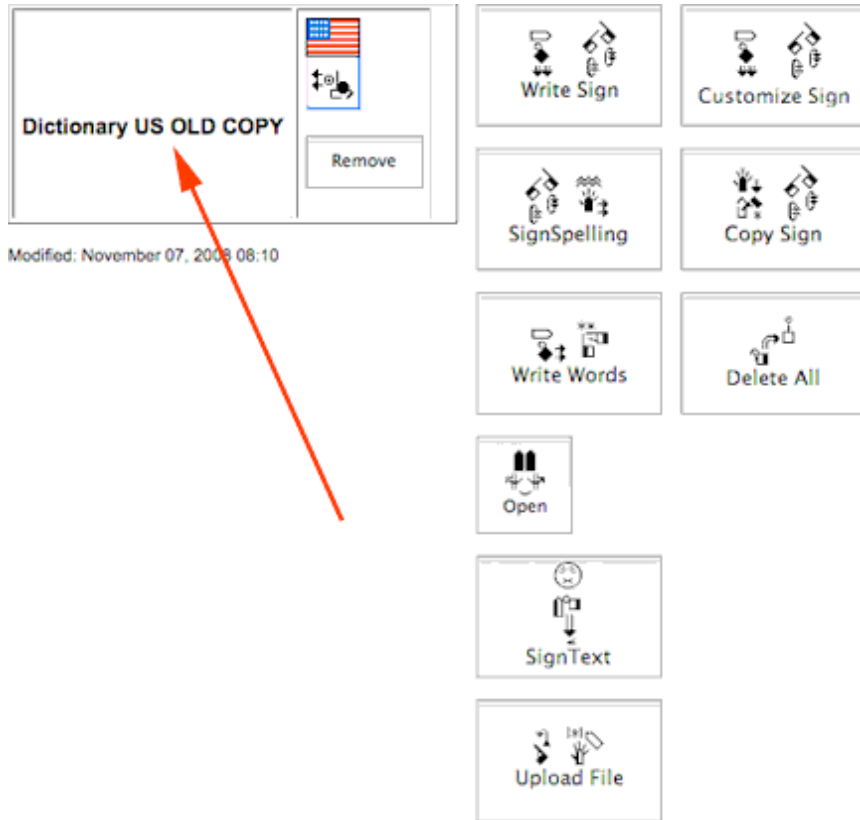 Dictionary US OLD COPY
Remove
Modified: November 07, 2008 08:10
Write Sign
Customize Sign
SignSpelling
Copy Sign
Write Words
Delete All
Open
SignText
Upload File